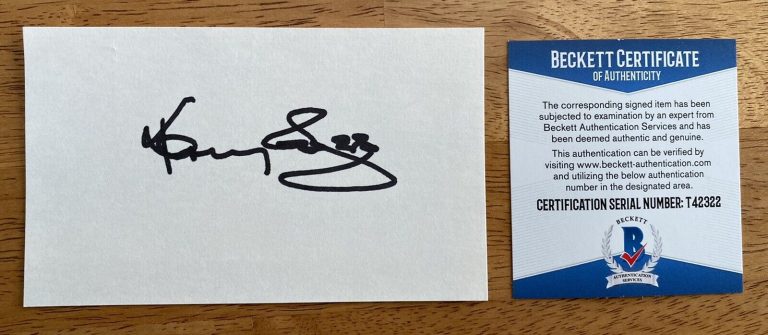 BECKETT CERTIFICATE
OF AUTHENTICITY
The corresponding signed item has been
subjected to examination by an expert from
Beckett Authentication Services and has
been deemed authentic and genuine.
This authentication can be verified by
visiting www.beckett-authentication.com
and utilizing the below authentication
number in the designated area.
CERTIFICATION SERIAL NUMBER: T42322
BECKETT
B
AUTHENTICATION
SERVICES